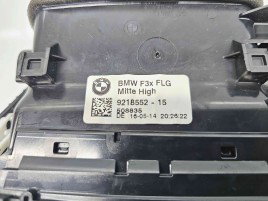 BMW F3x FLG
Mitte High
9218552 - 15
508835
DE 16-05-14 20:26:22